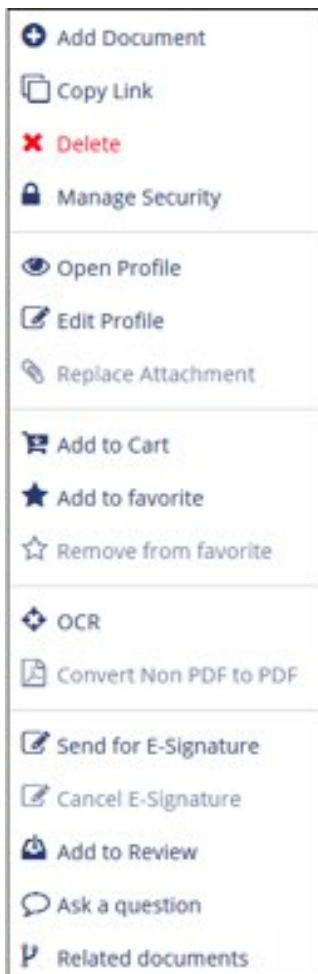 Add Document
Copy Link
Delete
Manage Security
Open Profile
Edit Profile
Replace Attachment
Add to Cart
Add to favorite
Remove from favorite
OCR
Convert Non PDF to PDF
Send for E-Signature
Cancel E-Signature
Add to Review
Ask a question
Related documents